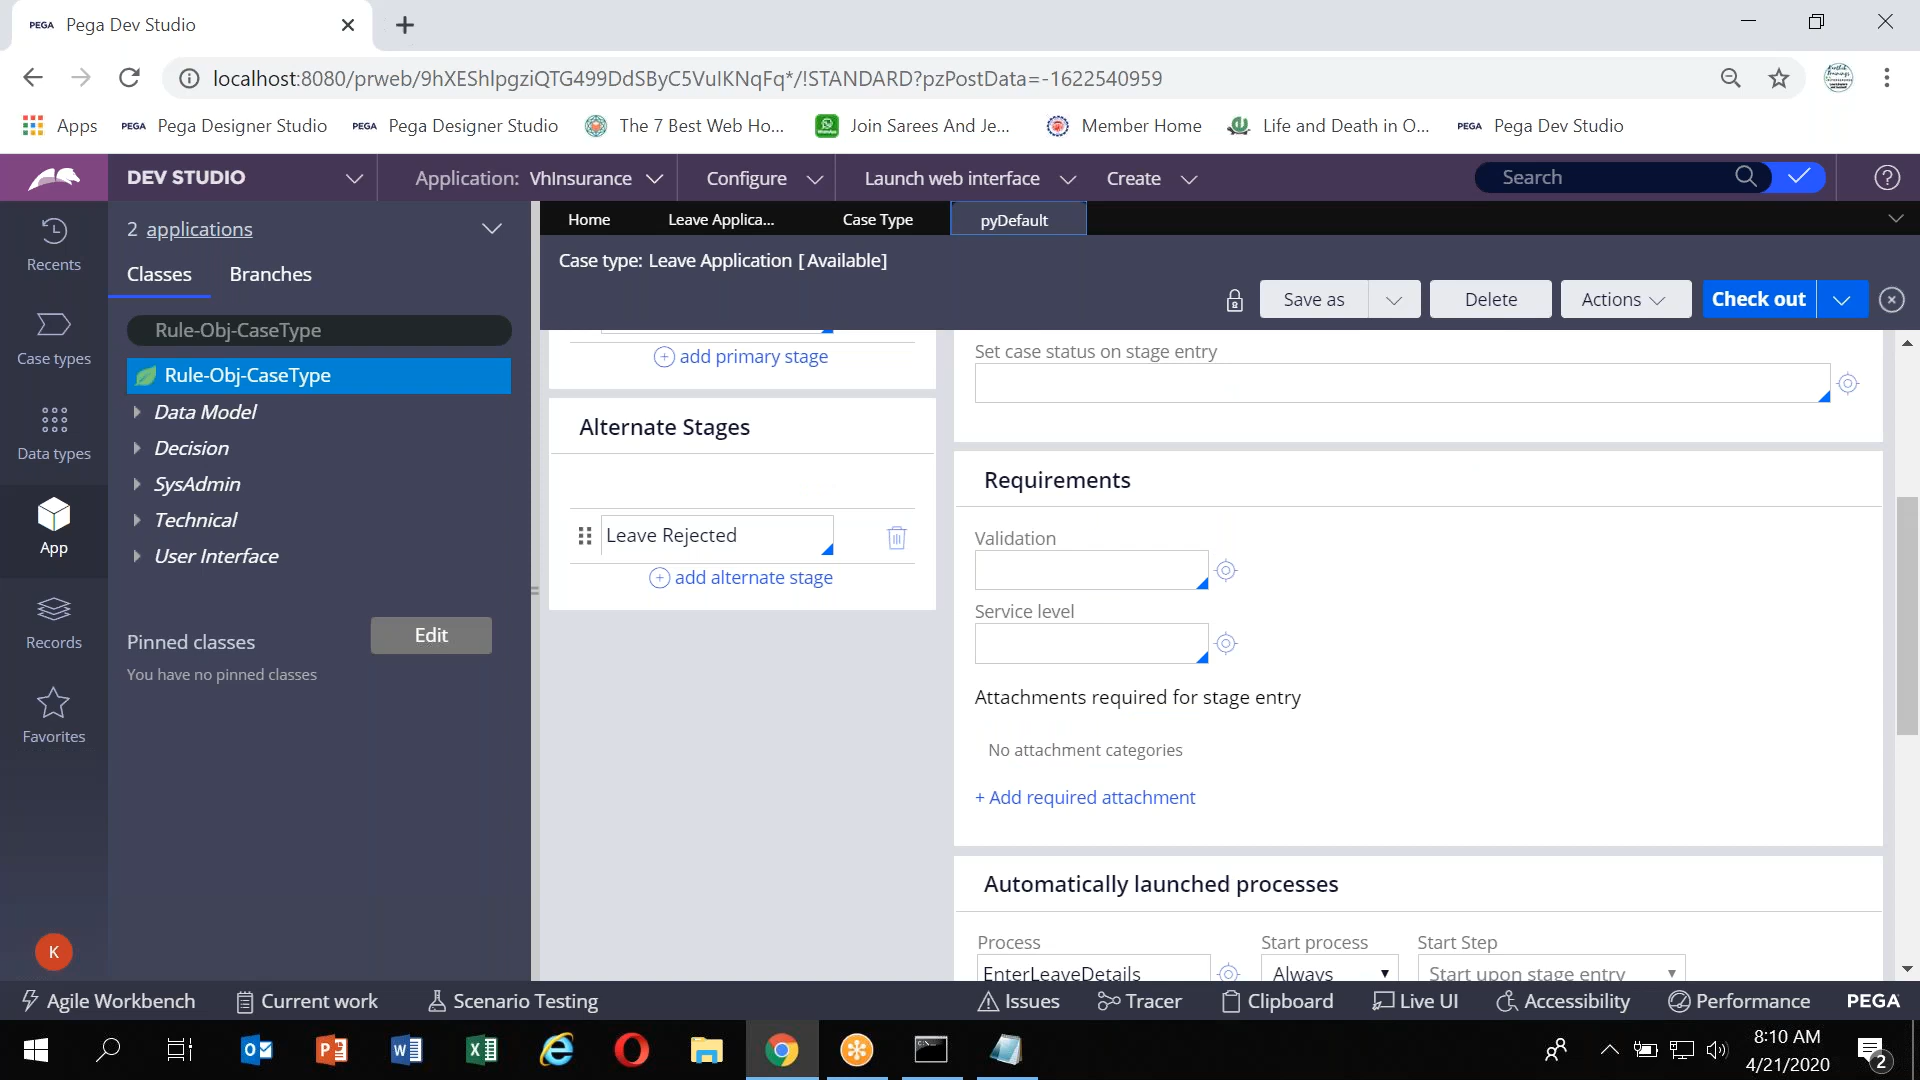 PEGA Pega Dev Studio
localhost:8080/prweb/9hXEShlpgziQTG499DdSByC5VuIKNqFq*/!STANDARD?pzPostData=-1622540959
Apps PEGA Pega Designer Studio PEGA Pega Designer Studio The 7 Best Web Ho... Join Sarees And Je... Member Home Life and Death in O... PEGA Pega Dev Studio
DEV STUDIO Application: VhInsurance Configure Launch web interface Create Search
Recents
Case types
Data types
App
Records
Favorites
K
2 applications
Classes Branches
Rule-Obj-CaseType
Rule-Obj-CaseType
Data Model
Decision
SysAdmin
Technical
User Interface
Pinned classes Edit
You have no pinned classes
Home Leave Applica... Case Type pyDefault
Case type: Leave Application [Available]
Save as Delete Actions Check out
add primary stage
Alternate Stages
Leave Rejected
add alternate stage
Set case status on stage entry
Requirements
Validation
Service level
Attachments required for stage entry
No attachment categories
+ Add required attachment
Automatically launched processes
Process Start process Start Step
EnterLeaveDetails Always Start upon stage entry
Agile Workbench Current work Scenario Testing Issues Tracer Clipboard Live UI Accessibility Performance PEGA
8:10 AM
4/21/2020
2